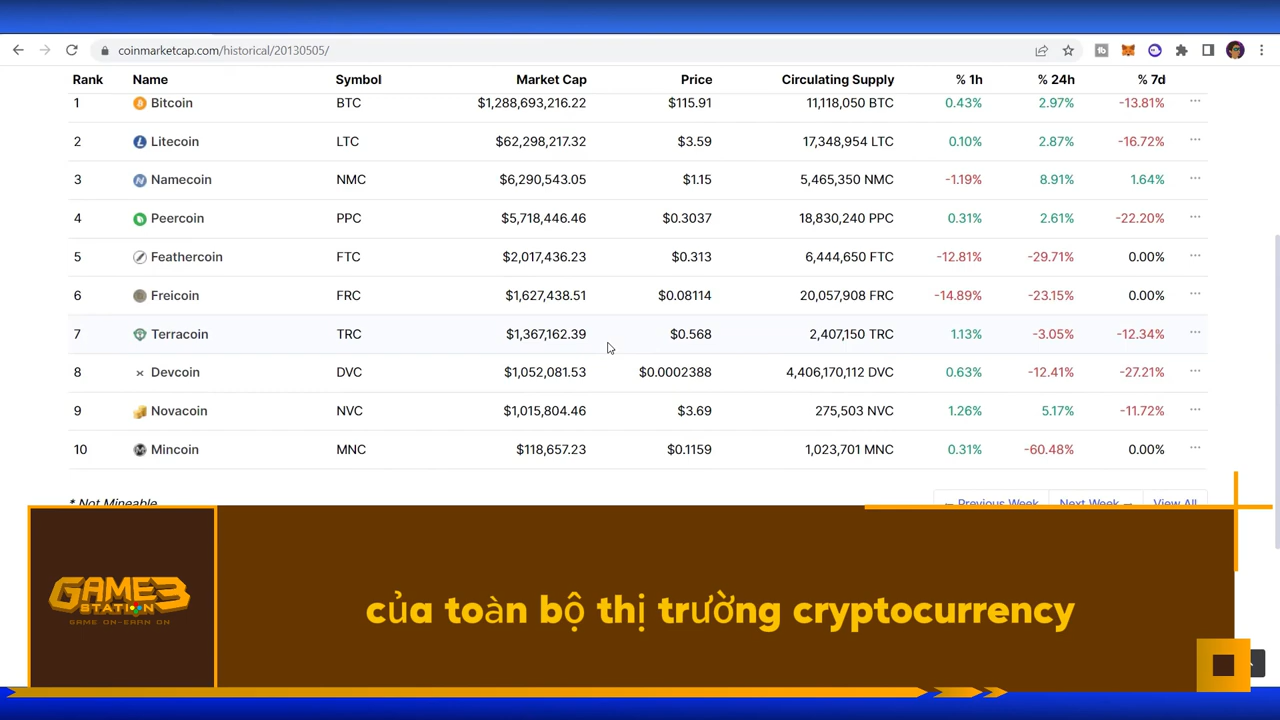 coinmarketcap.com/historical/20130505/
Rank Name Symbol Market Cap Price Circulating Supply % 1h % 24h % 7d
1 Bitcoin BTC $1,288,693,216.22 $115.91 11,118,050 BTC 0.43% 2.97% -13.81%
2 Litecoin LTC $62,298,217.32 $3.59 17,348,954 LTC 0.10% 2.87% -16.72%
3 Namecoin NMC $6,290,543.05 $1.15 5,465,350 NMC -1.19% 8.91% 1.64%
4 Peercoin PPC $5,718,446.46 $0.3037 18,830,240 PPC 0.31% 2.61% -22.20%
5 Feathercoin FTC $2,017,436.23 $0.313 6,444,650 FTC -12.81% -29.71% 0.00%
6 Freicoin FRC $1,627,438.51 $0.08114 20,057,908 FRC -14.89% -23.15% 0.00%
7 Terracoin TRC $1,367,162.39 $0.568 2,407,150 TRC 1.13% -3.05% -12.34%
8 Devcoin DVC $1,052,081.53 $0.0002388 4,406,170,112 DVC 0.63% -12.41% -27.21%
9 Novacoin NVC $1,015,804.46 $3.69 275,503 NVC 1.26% 5.17% -11.72%
10 Mincoin MNC $118,657.23 $0.1159 1,023,701 MNC 0.31% -60.48% 0.00%
* Not Mineable ← Previous Week Next Week → View All
GAME3
STATION
GAME ON-EARN ON
của toàn bộ thị trường cryptocurrency